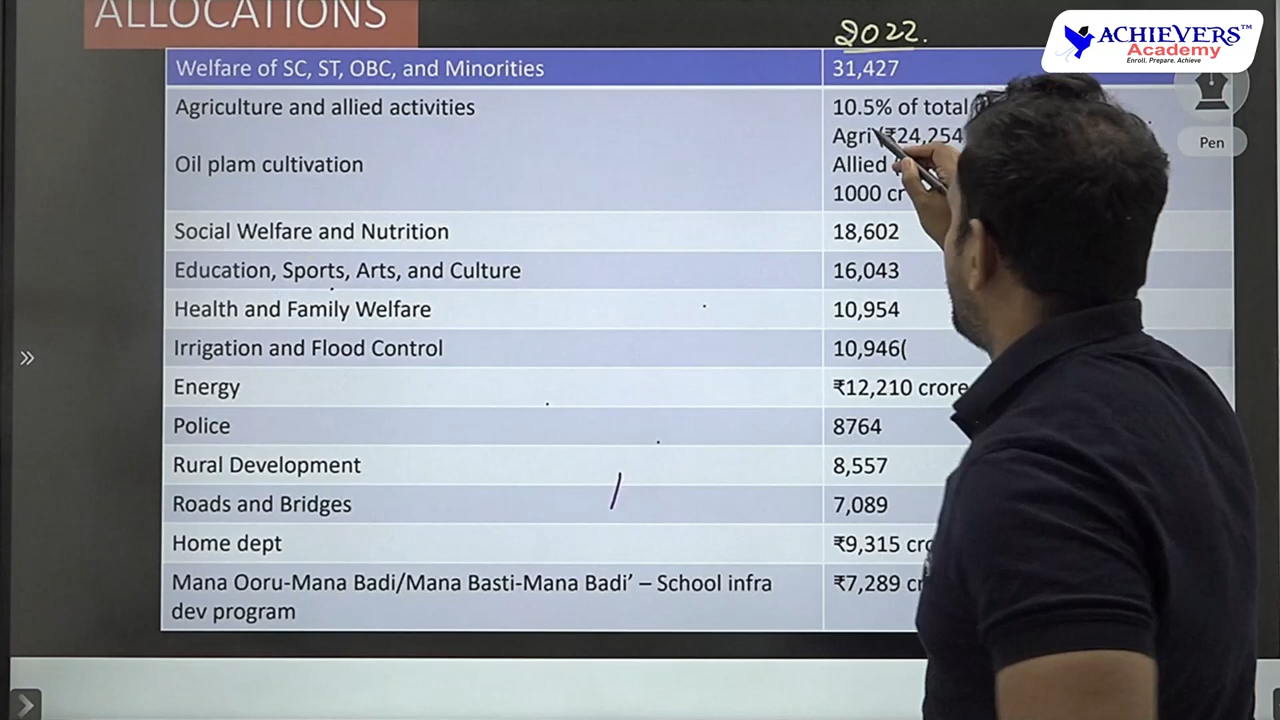 ALLOCATIONS
2022.
ACHIEVERS™
Academy
Enroll. Prepare. Achieve
Welfare of SC, ST, OBC, and Minorities 31,427
Agriculture and allied activities 10.5% of total
Agri (₹24,254
Oil plam cultivation Allied
1000 cr
Pen
Social Welfare and Nutrition 18,602
Education, Sports, Arts, and Culture 16,043
Health and Family Welfare 10,954
Irrigation and Flood Control 10,946(
Energy ₹12,210 crore
Police 8764
Rural Development 8,557
Roads and Bridges 7,089
Home dept ₹9,315 cro
Mana Ooru-Mana Badi/Mana Basti-Mana Badi’ – School infra ₹7,289 cr
dev program